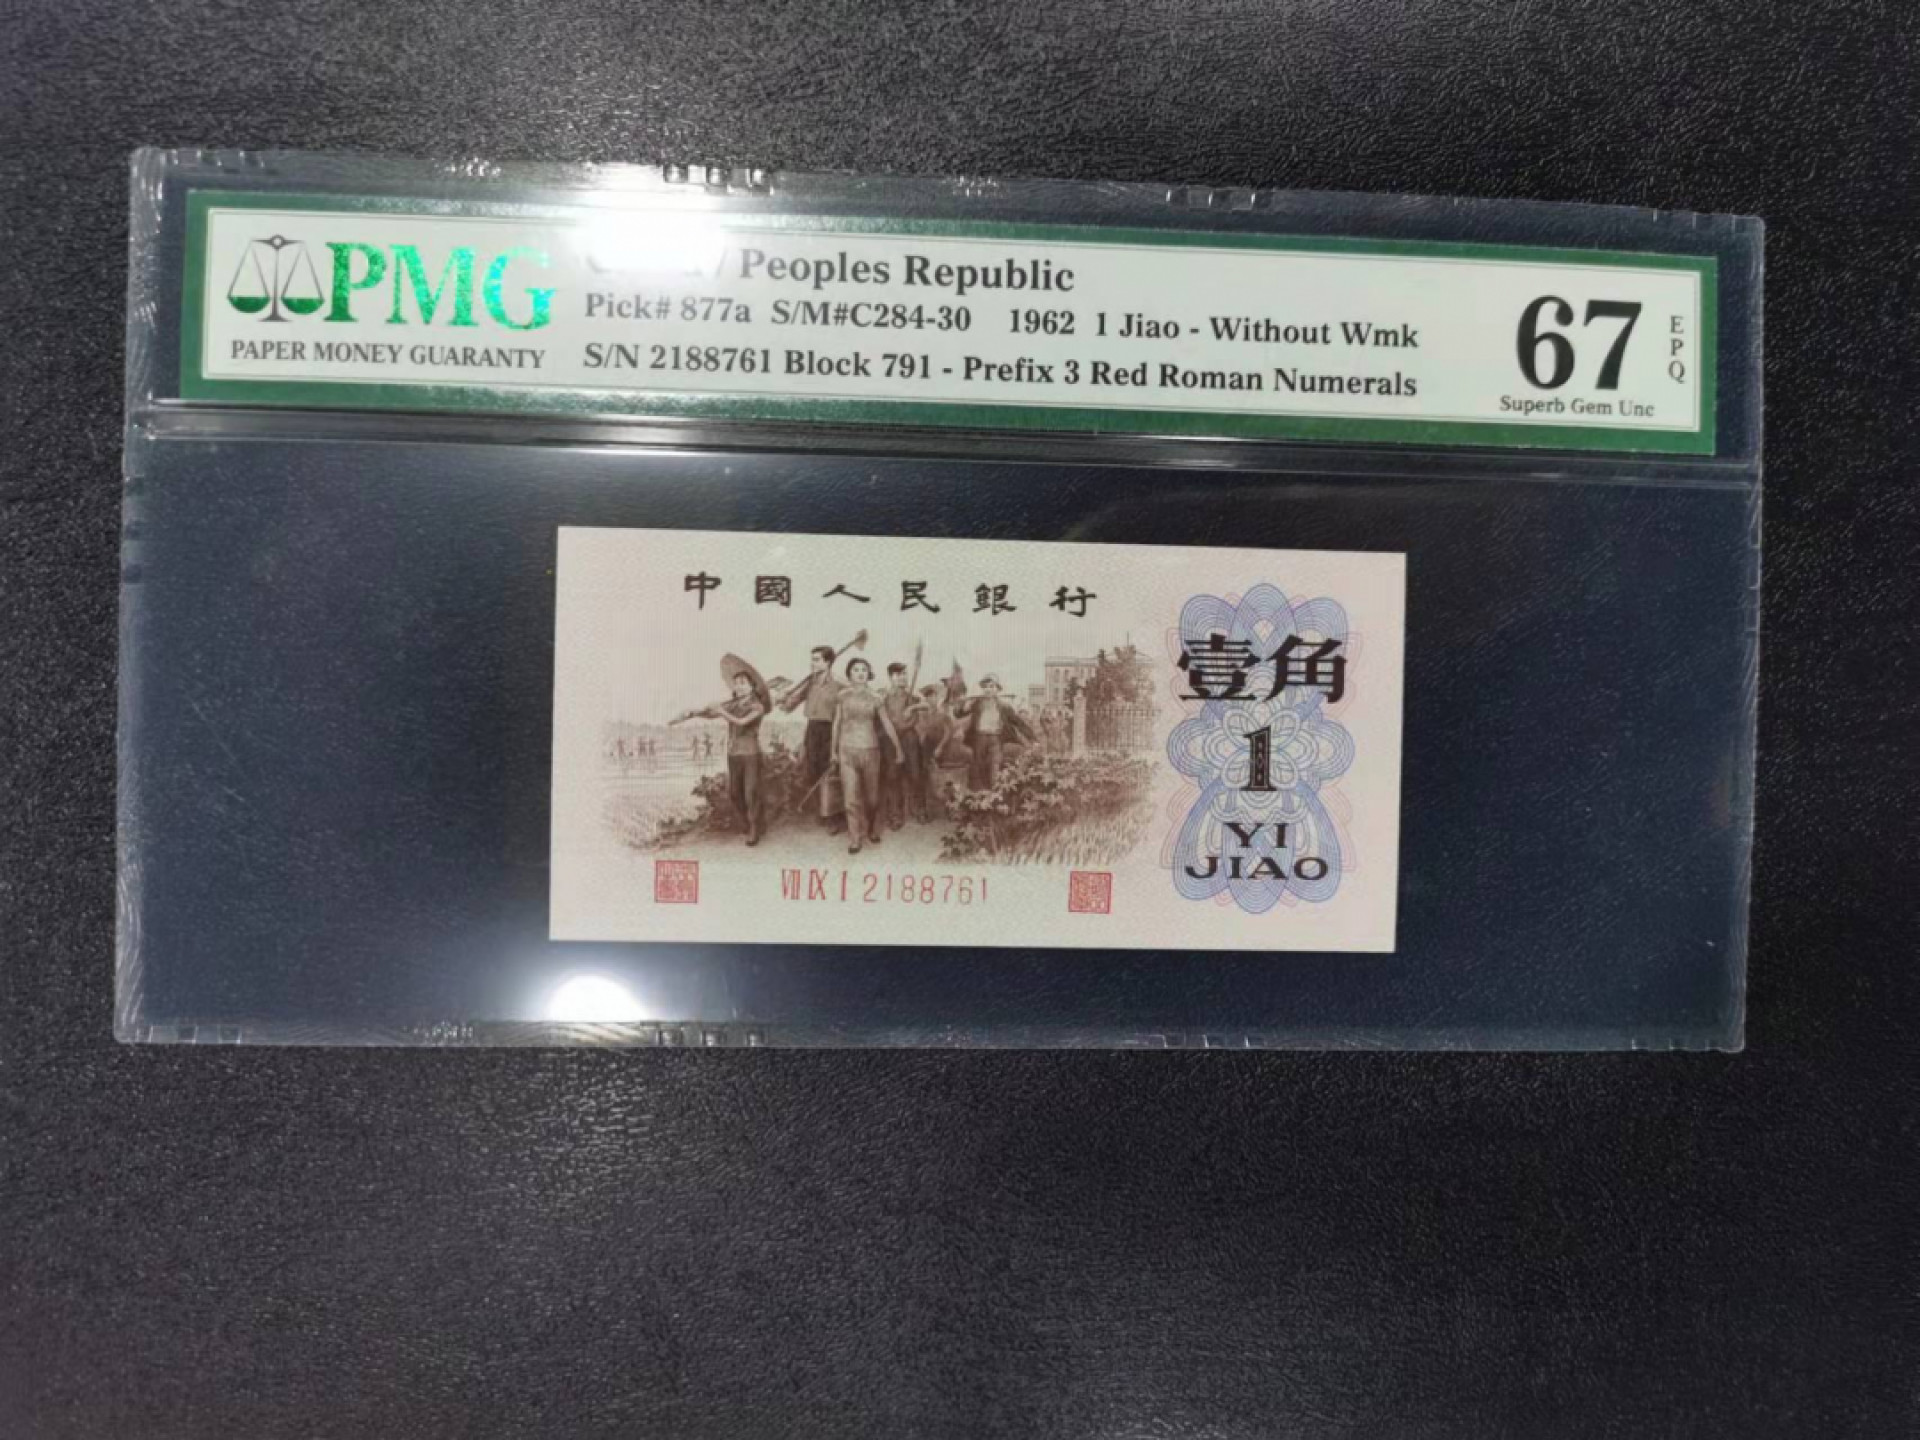 PMG
PAPER MONEY GUARANTY
Peoples Republic
Pick# 877a S/M#C284-30 1962 1 Jiao - Without Wmk
S/N 2188761 Block 791 - Prefix 3 Red Roman Numerals
67
EPQ
Superb Gem Unc
中國人民銀行
壹角
1
YI
JIAO
VII IX I 2188761